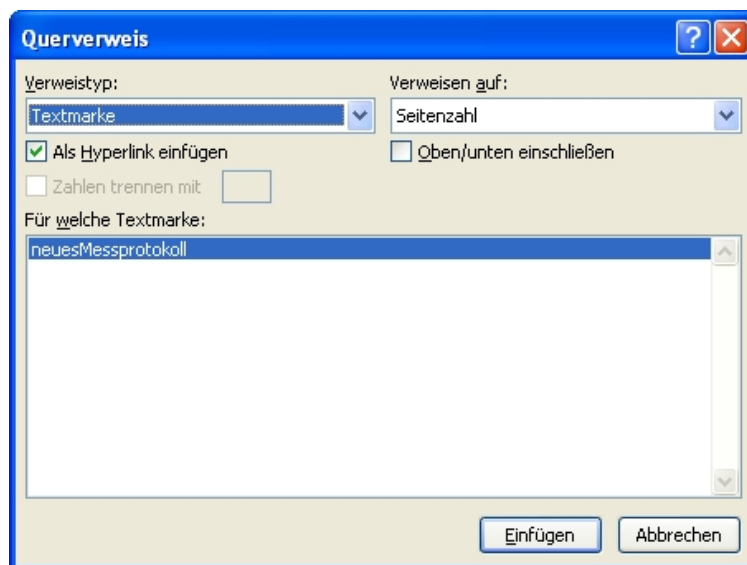 Querverweis
Verweistyp: Verweisen auf:
Textmarke Seitenzahl
Als Hyperlink einfügen Oben/unten einschließen
Zahlen trennen mit
Für welche Textmarke:
neuesMessprotokoll
Einfügen Abbrechen